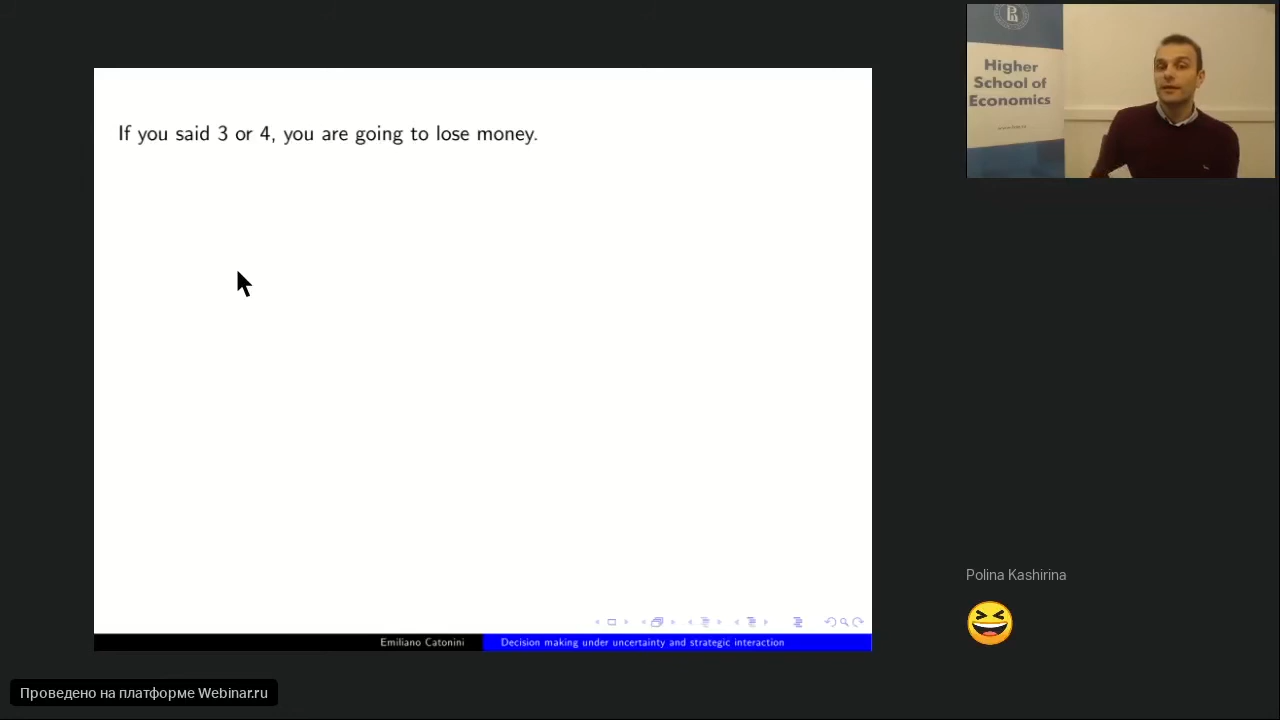 If you said 3 or 4, you are going to lose money.
Higher
School of
Economics
Polina Kashirina
Emiliano Catonini
Decision making under uncertainty and strategic interaction
Проведено на платформе Webinar.ru